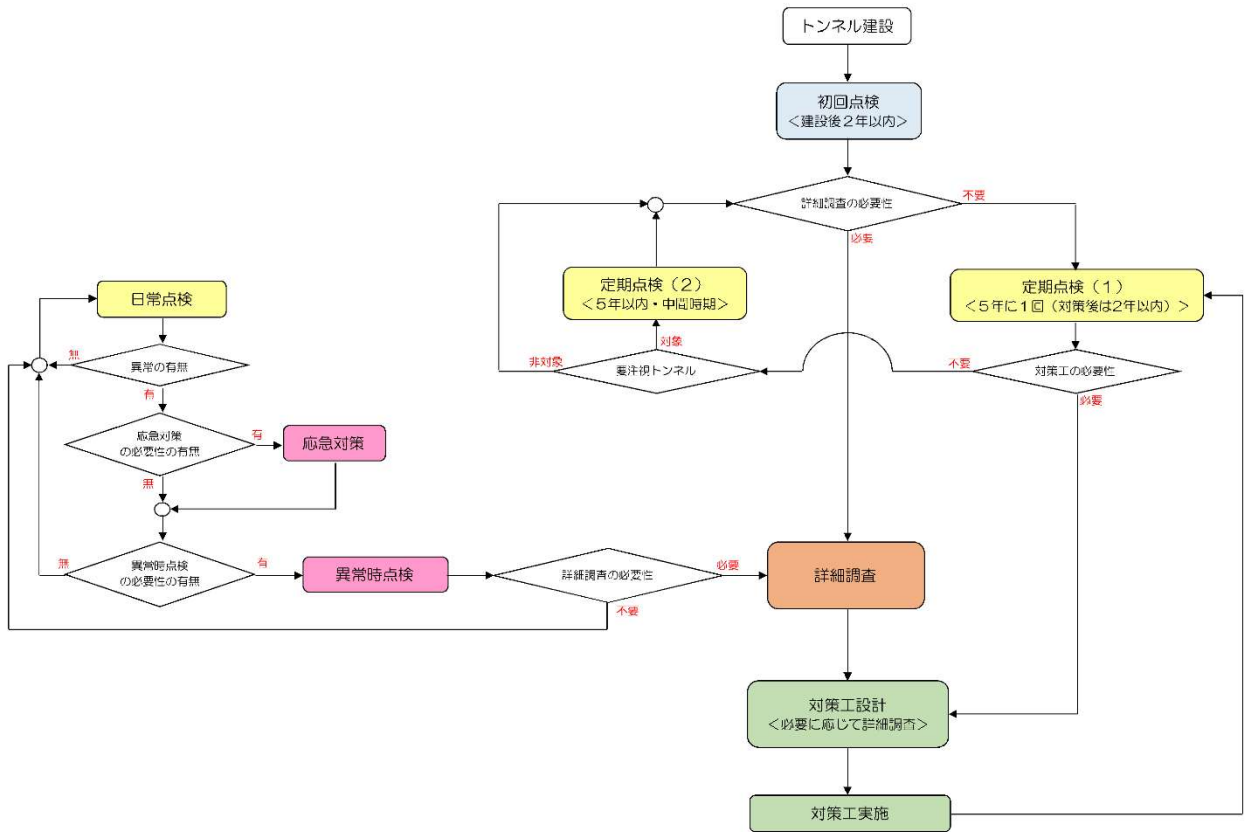 トンネル建設
初回点検
＜建設後２年以内＞
詳細調査の必要性
不要
必要
定期点検（２）
＜５年以内・中間時期＞
定期点検（１）
＜５年に１回（対策後は2年以内）＞
対象
非対象
要注視トンネル
不要
対策工の必要性
必要
日常点検
無
異常の有無
有
応急対策
の必要性の有無
有
応急対策
無
無
異常時点検
の必要性の有無
有
異常時点検
詳細調査の必要性
必要
不要
詳細調査
対策工設計
＜必要に応じて詳細調査＞
対策工実施